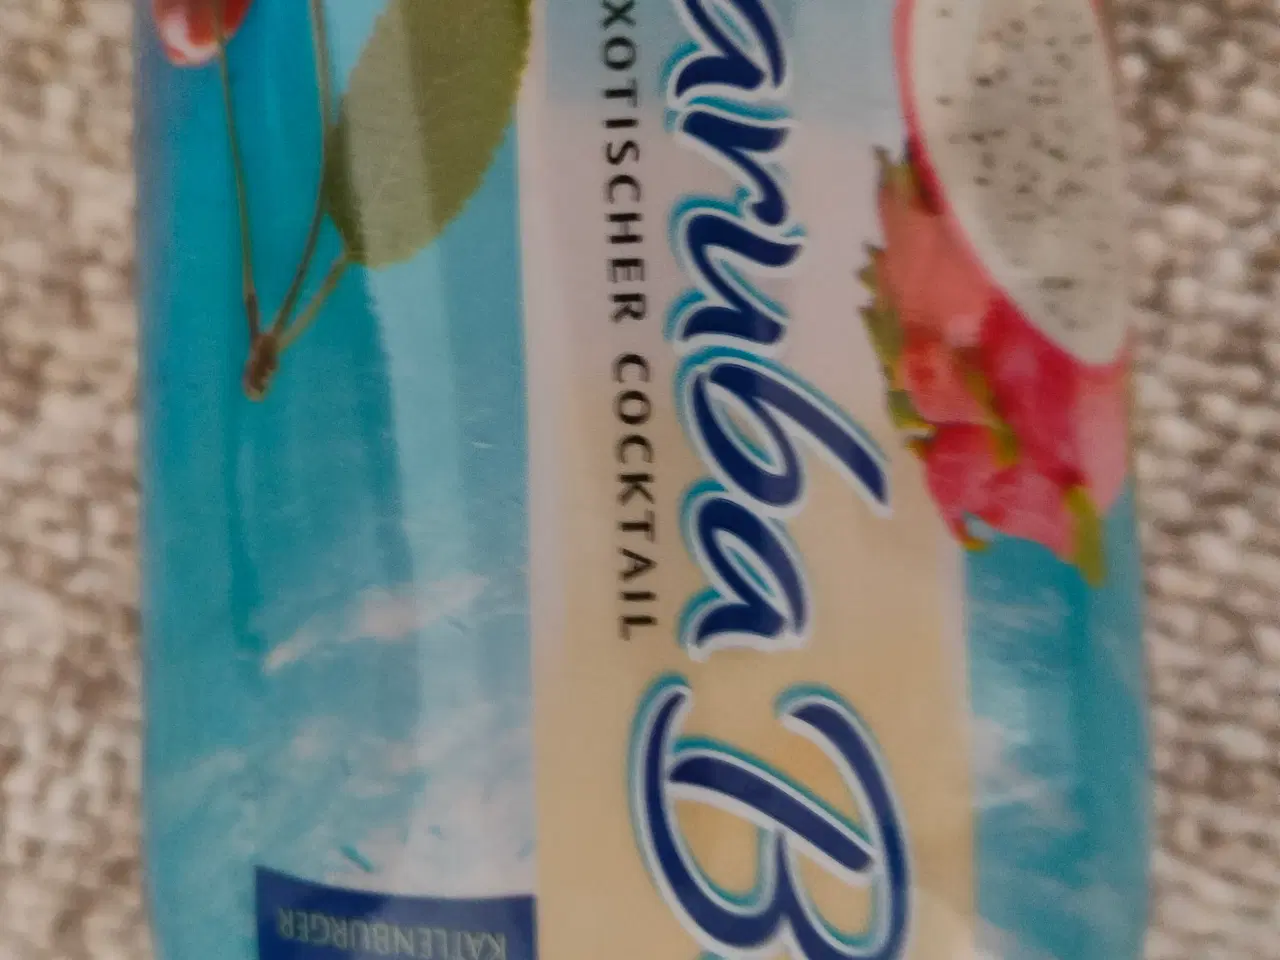 aruba B
XOTISCHER COCKTAIL
KATLENBURGER